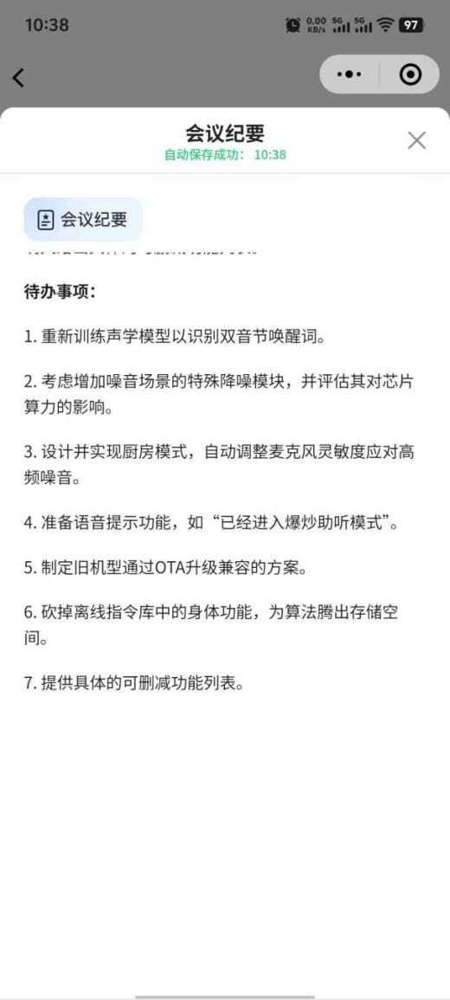 10:38
0.00
KB/s
5G
5G
97
会议纪要
自动保存成功： 10:38
会议纪要
待办事项：
1. 重新训练声学模型以识别双音节唤醒词。
2. 考虑增加噪音场景的特殊降噪模块，并评估其对芯片
算力的影响。
3. 设计并实现厨房模式，自动调整麦克风灵敏度应对高
频噪音。
4. 准备语音提示功能，如“已经进入爆炒助听模式”。
5. 制定旧机型通过OTA升级兼容的方案。
6. 砍掉离线指令库中的身体功能，为算法腾出存储空
间。
7. 提供具体的可删减功能列表。